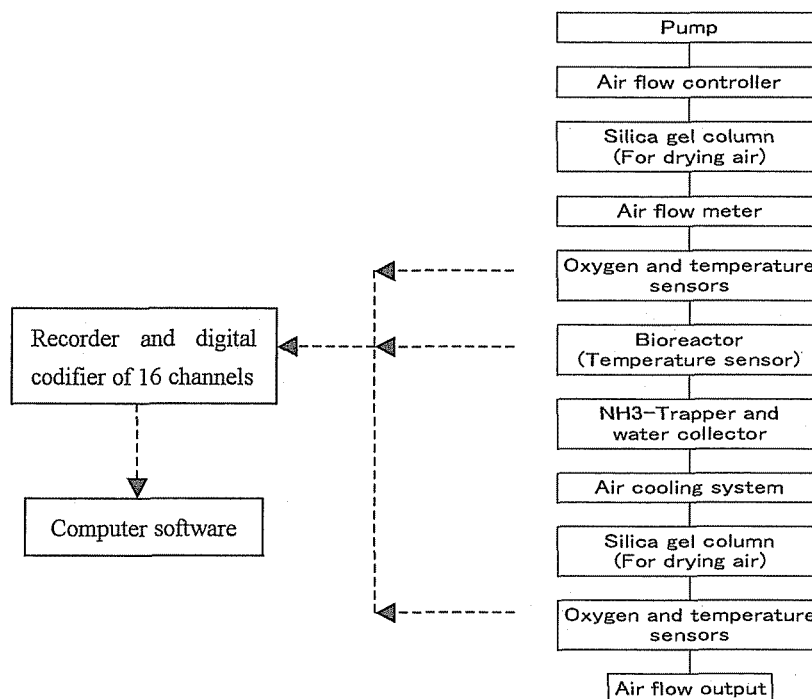 Pump
Air flow controller
Silica gel column
(For drying air)
Air flow meter
Oxygen and temperature
sensors
Recorder and digital
codifier of 16 channels
Bioreactor
(Temperature sensor)
NH3-Trapper and
water collector
Air cooling system
Computer software
Silica gel column
(For drying air)
Oxygen and temperature
sensors
Air flow output